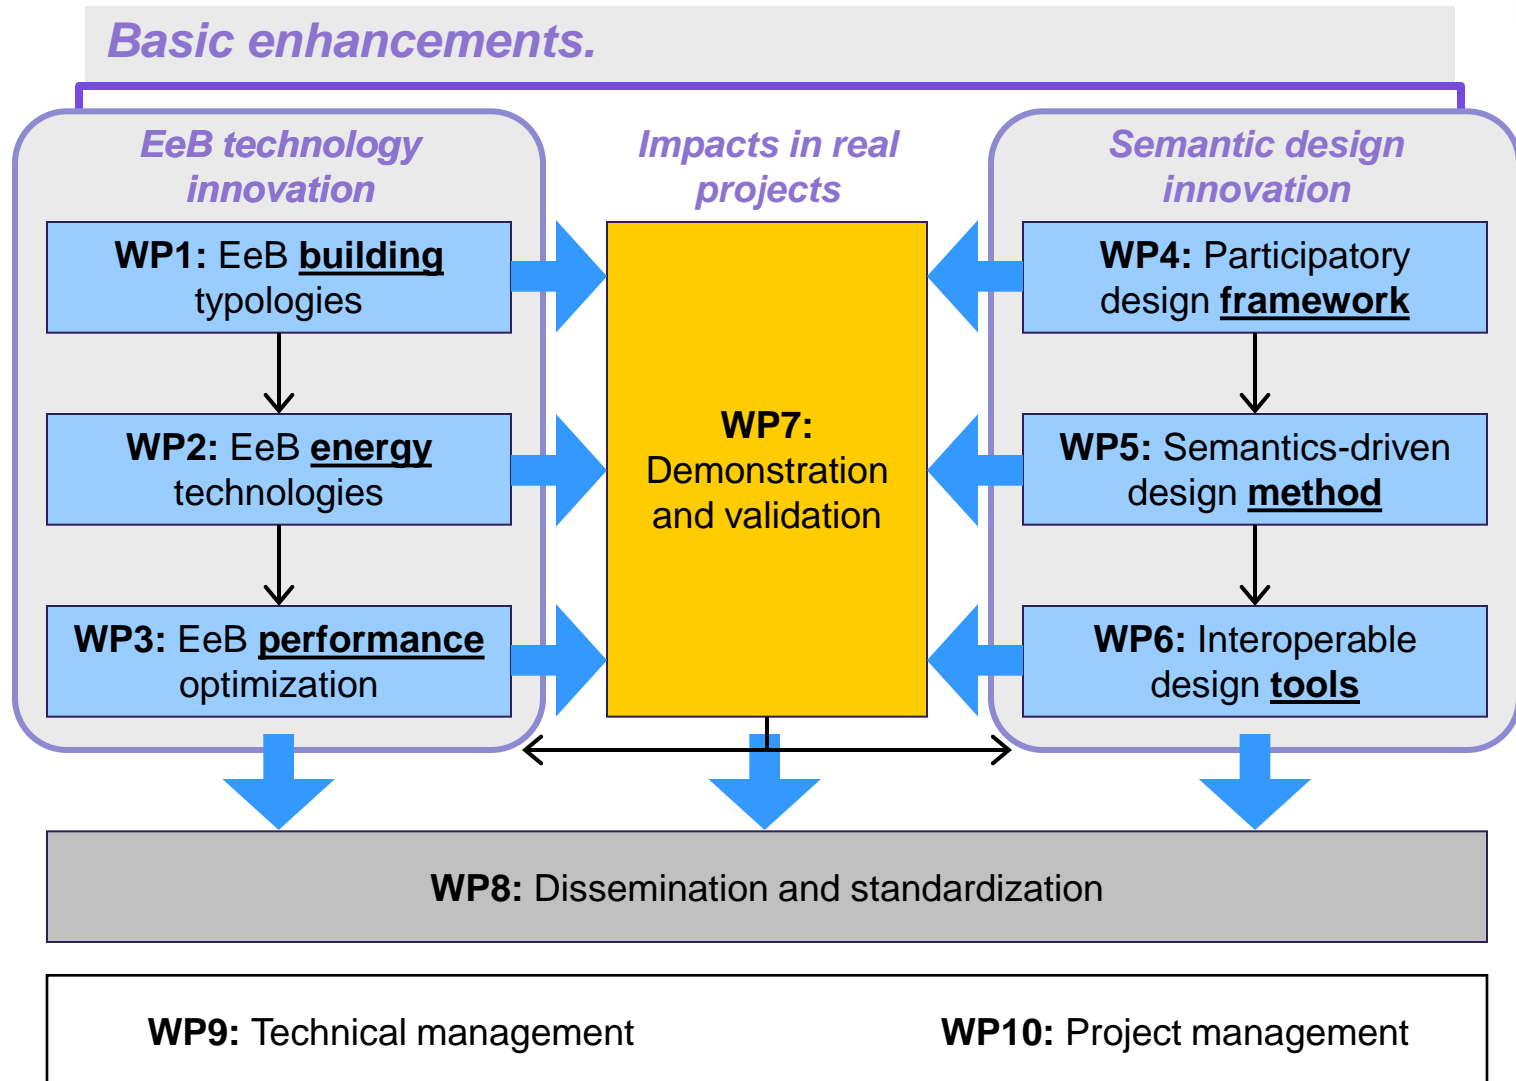 Basic enhancements.
EeB technology
innovation
WP1: EeB building
typologies
WP2: EeB energy
technologies
WP3: EeB performance
optimization
Impacts in real
projects
WP7:
Demonstration
and validation
Semantic design
innovation
WP4: Participatory
design framework
WP5: Semantics-driven
design method
WP6: Interoperable
design tools
WP8: Dissemination and standardization
WP9: Technical management
WP10: Project management